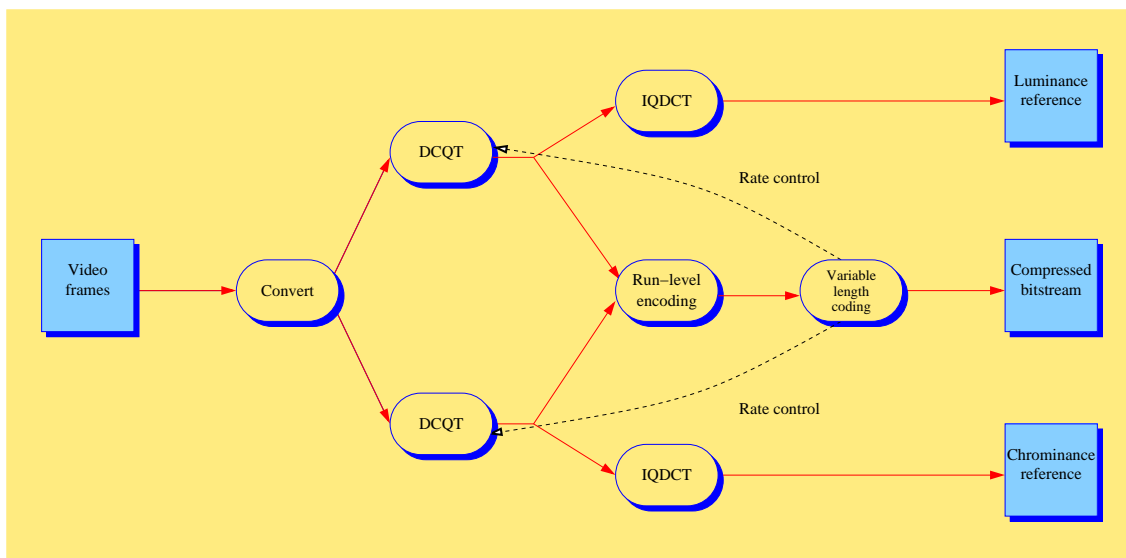 Luminance
reference
IQDCT
DCQT
Rate control
Video
frames
Convert
Run−level
encoding
Variable
length
coding
Compressed
bitstream
DCQT
Rate control
IQDCT
Chrominance
reference